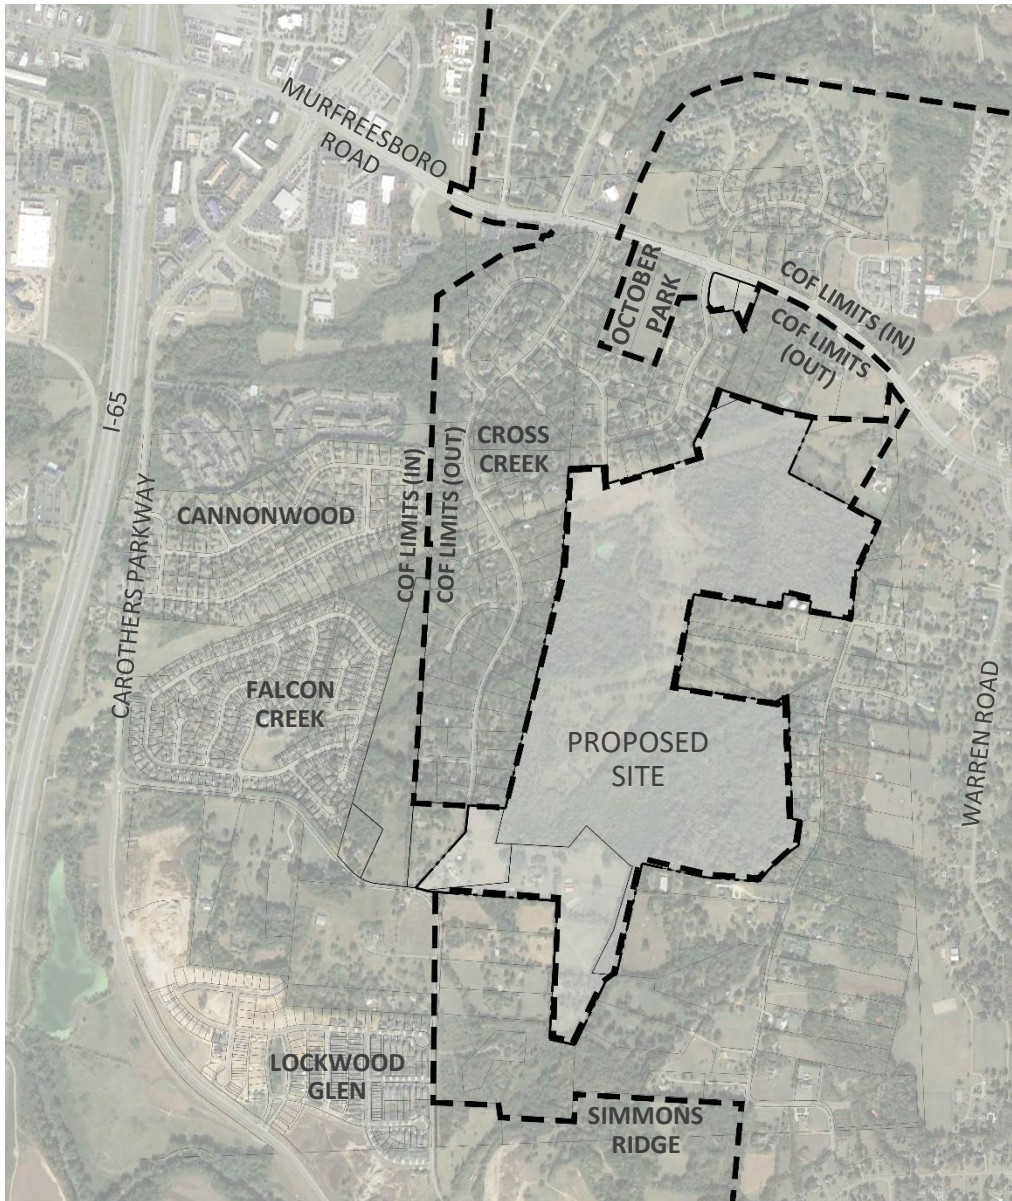 MURFREESBORO
ROAD
COF LIMITS (IN)
OCTOBER
PARK
COF LIMITS
(OUT)
I-65
CROSS
CREEK
COF LIMITS (IN)
COF LIMITS (OUT)
CANNONWOOD
CAROTHERS PARKWAY
FALCON
CREEK
PROPOSED
SITE
WARREN ROAD
LOCKWOOD
GLEN
SIMMONS
RIDGE